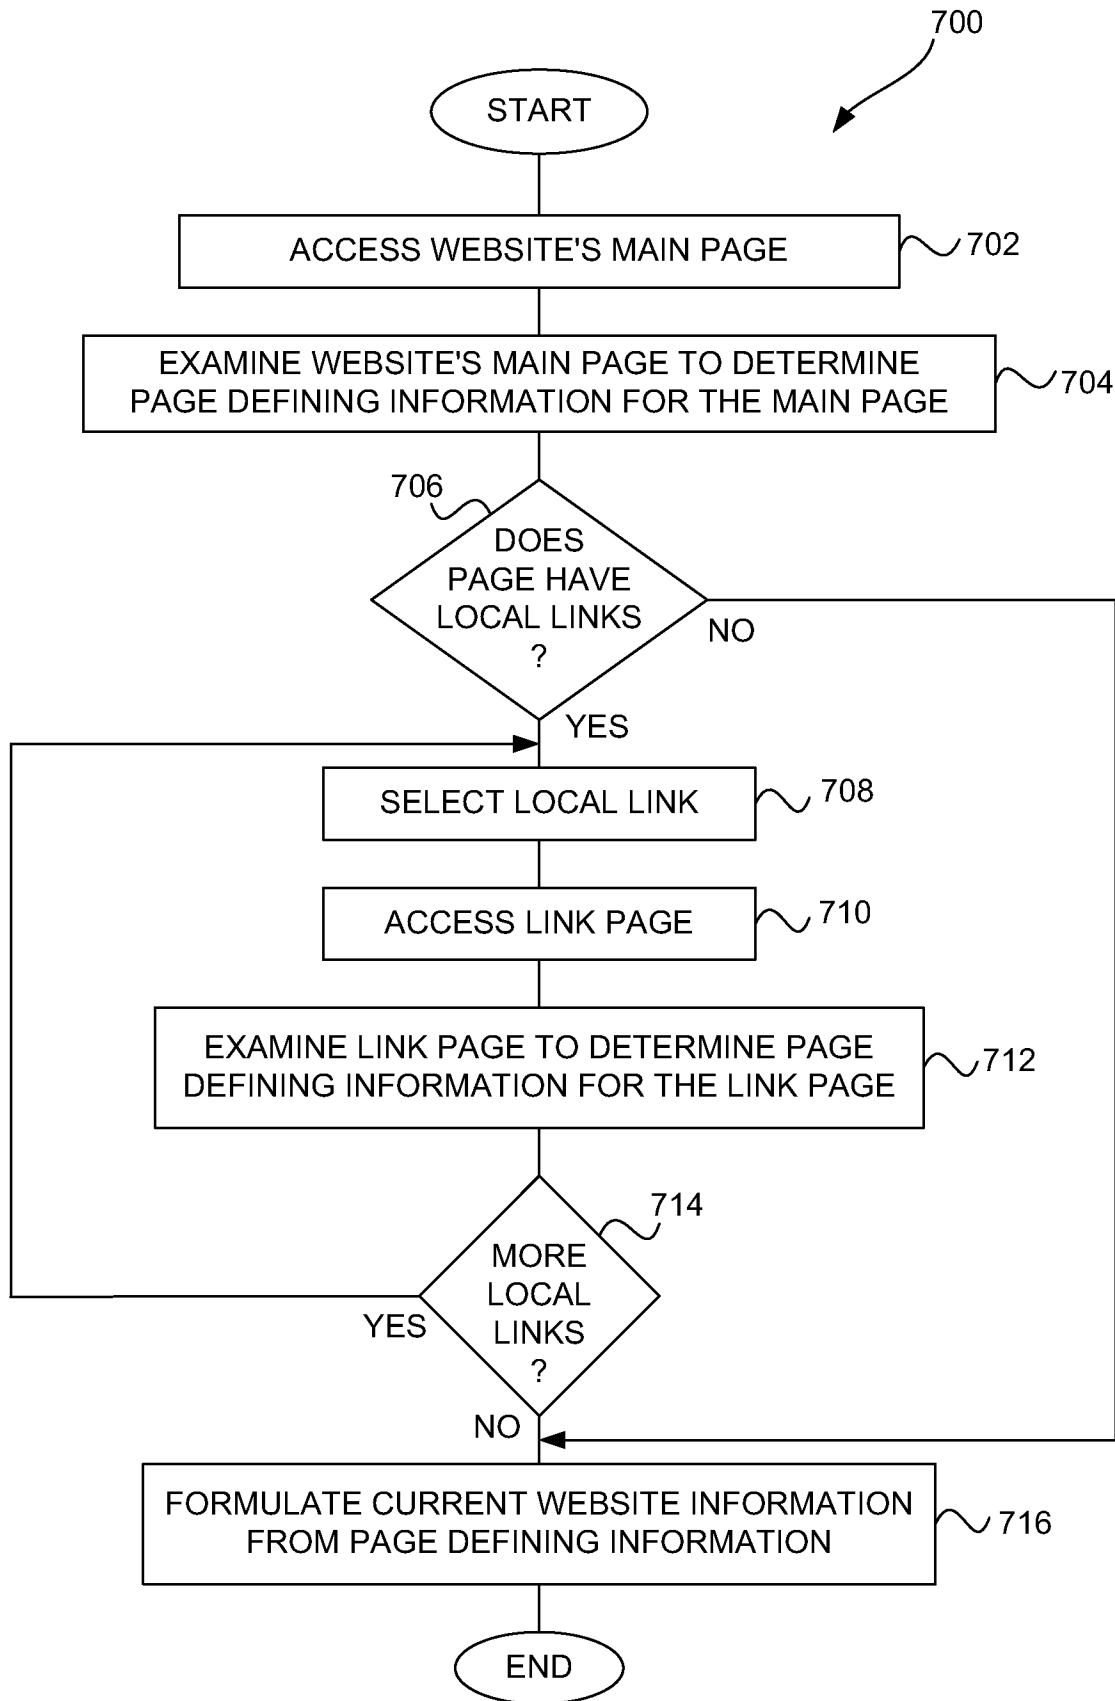 700
START
ACCESS WEBSITE'S MAIN PAGE
702
EXAMINE WEBSITE'S MAIN PAGE TO DETERMINE
PAGE DEFINING INFORMATION FOR THE MAIN PAGE
704
706
DOES
PAGE HAVE
LOCAL LINKS
?
NO
YES
SELECT LOCAL LINK
708
ACCESS LINK PAGE
710
EXAMINE LINK PAGE TO DETERMINE PAGE
DEFINING INFORMATION FOR THE LINK PAGE
712
714
MORE
LOCAL
LINKS
?
YES
NO
FORMULATE CURRENT WEBSITE INFORMATION
FROM PAGE DEFINING INFORMATION
716
END